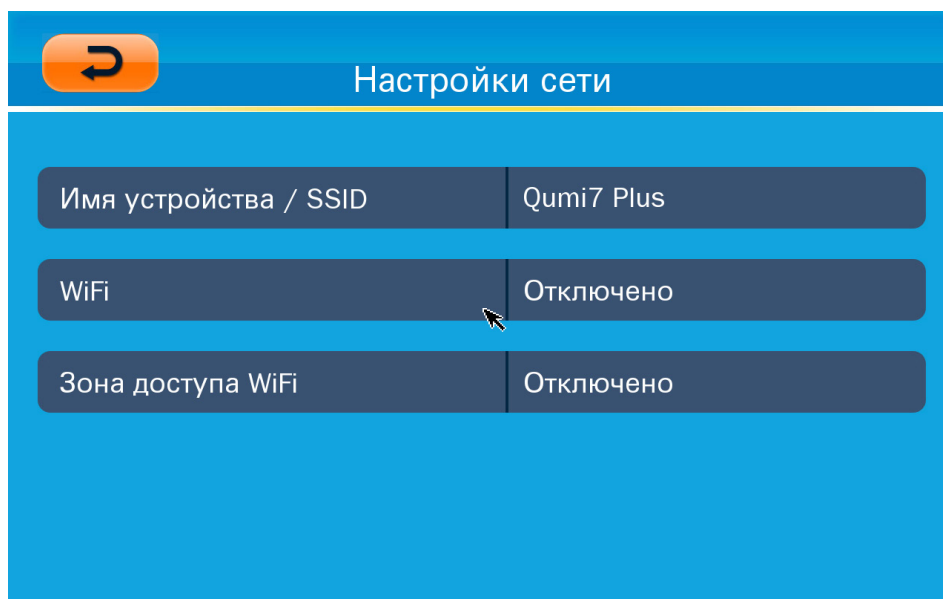 Настройки сети
Имя устройства / SSID Qumi7 Plus
WiFi Отключено
Зона доступа WiFi Отключено